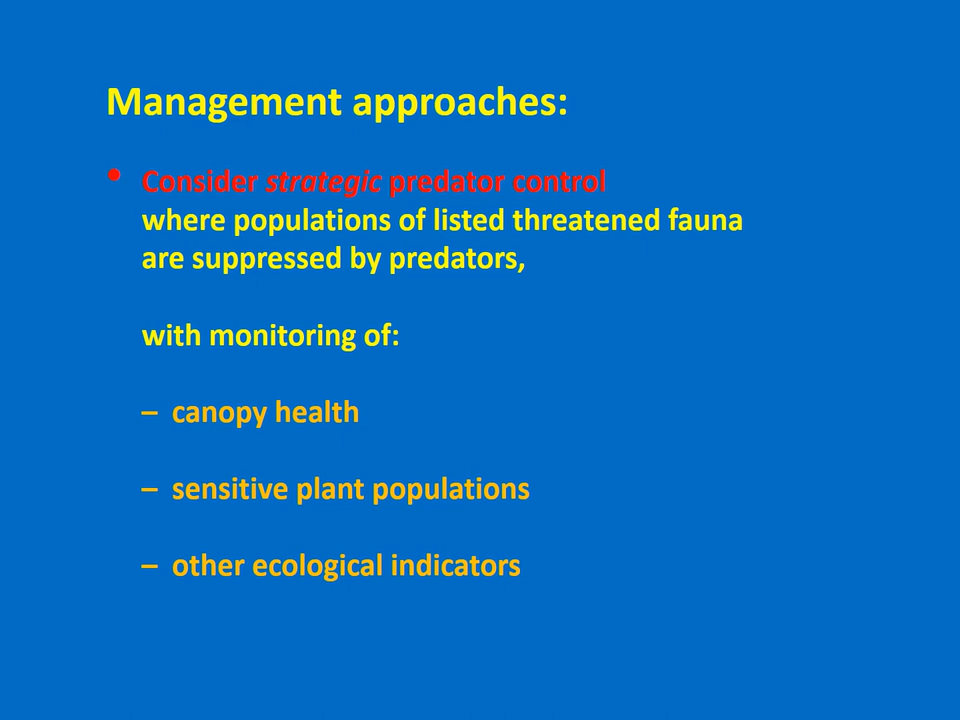 Management approaches:
• Consider strategic predator control
where populations of listed threatened fauna
are suppressed by predators,
with monitoring of:
– canopy health
– sensitive plant populations
– other ecological indicators